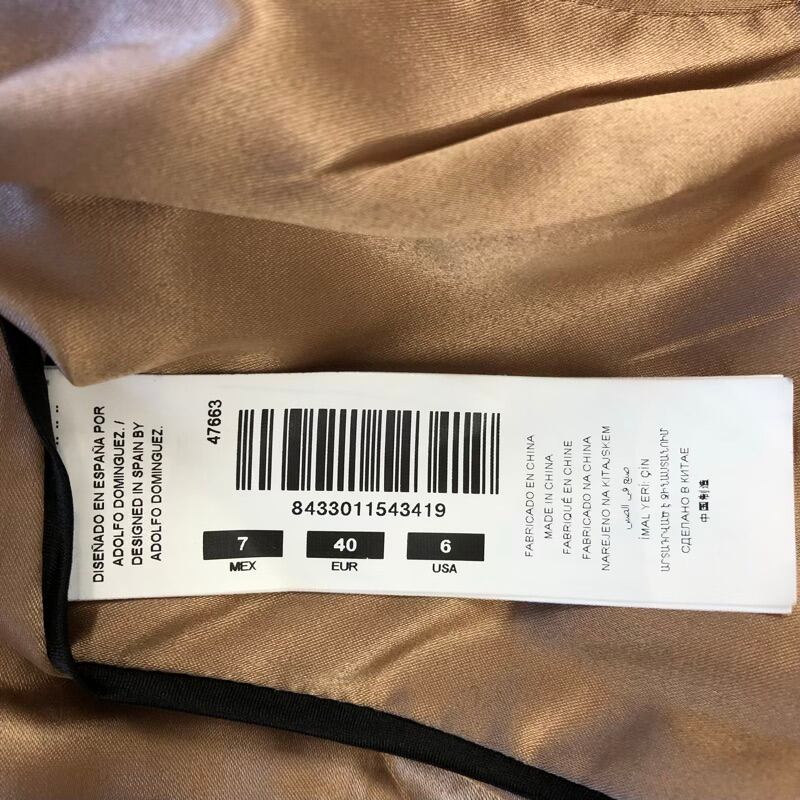 DISEÑADO EN ESPAÑA POR
ADOLFO DOMINGUEZ. /
DESIGNED IN SPAIN BY
ADOLFO DOMINGUEZ.
47663
8433011543419
7
MEX
40
EUR
6
USA
FABRICADO EN CHINA
MADE IN CHINA
FABRIQUÉ EN CHINE
FABRICADO NA CHINA
NAREJENO NA KITAJSKEM
صنع في الصين
İMAL YERİ: ÇİN
ԱՐՏԱԴՐՎԱԾ Է ՉԻՆԱՍՏԱՆՈՒՄ
СДЕЛАНО В КИТАЕ
中国制造